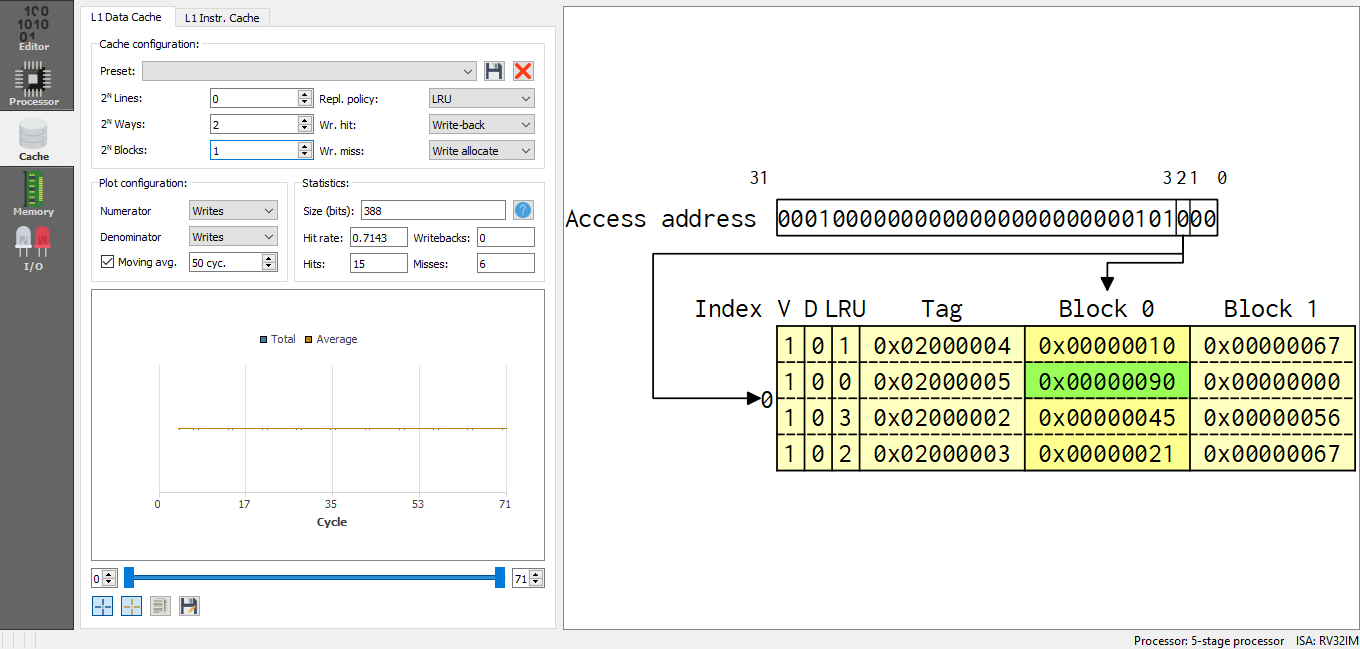 100
1010
01
Editor
Processor
Cache
Memory
I/O
L1 Data Cache
L1 Instr. Cache
Cache configuration:
Preset:
2ᴺ Lines: 0 Repl. policy: LRU
2ᴺ Ways: 2 Wr. hit: Write-back
2ᴺ Blocks: 1 Wr. miss: Write allocate
Plot configuration:
Numerator Writes
Denominator Writes
Moving avg. 50 cyc.
Statistics:
Size (bits): 388 ?
Hit rate: 0.7143 Writebacks: 0
Hits: 15 Misses: 6
Total Average
0 17 35 53 71
Cycle
0 71
31 3 2 1 0
Access address 00010000000000000000000000101000
Index V D LRU Tag Block 0 Block 1
1 0 1 0x02000004 0x00000010 0x00000067
1 0 0 0x02000005 0x00000090 0x00000000
0
1 0 3 0x02000002 0x00000045 0x00000056
1 0 2 0x02000003 0x00000021 0x00000067
Processor: 5-stage processor ISA: RV32IM